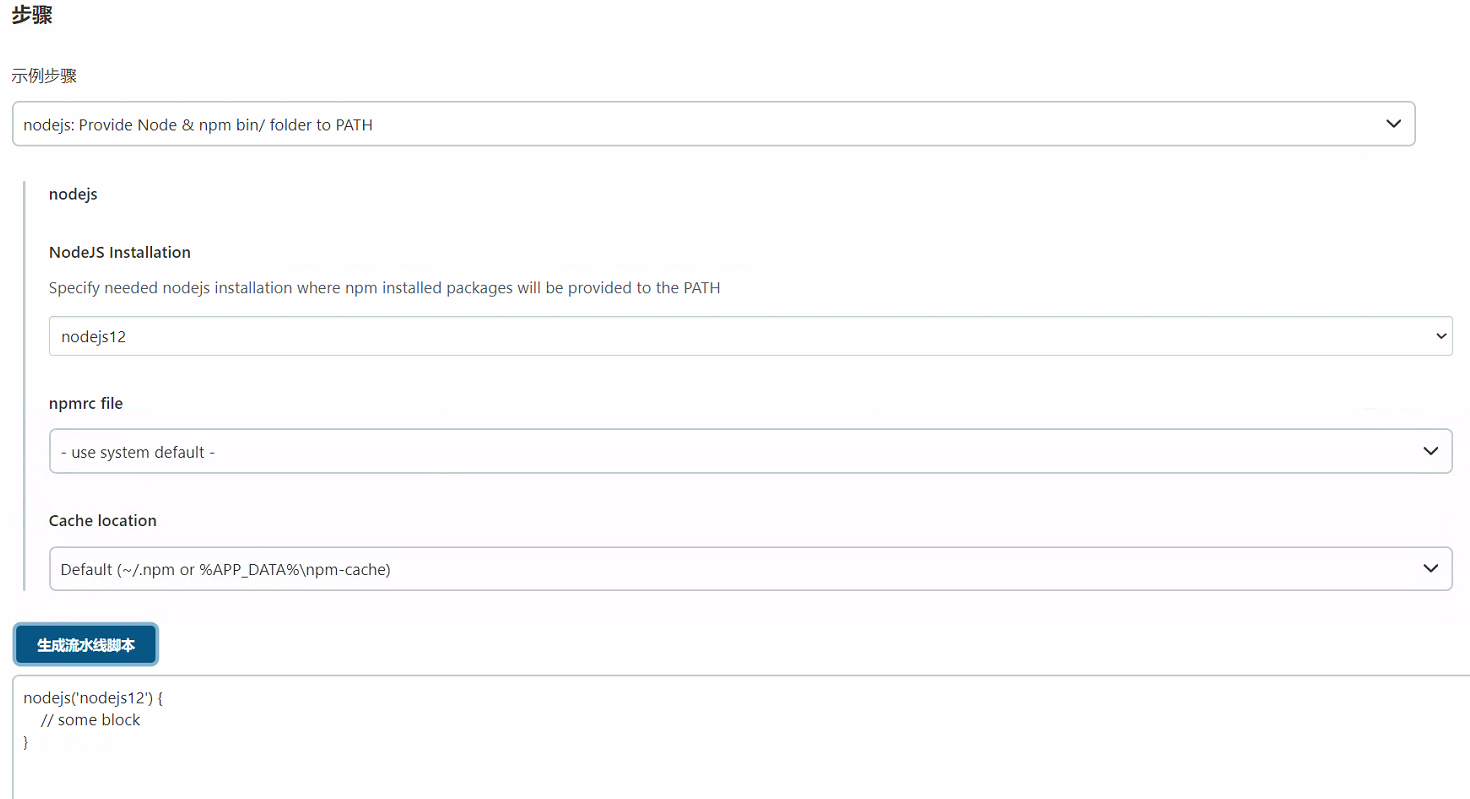 步骤
示例步骤
nodejs: Provide Node & npm bin/ folder to PATH
nodejs
NodeJS Installation
Specify needed nodejs installation where npm installed packages will be provided to the PATH
nodejs12
npmrc file
- use system default -
Cache location
Default (~/.npm or %APP_DATA%\npm-cache)
生成流水线脚本
nodejs('nodejs12') {
    // some block
}